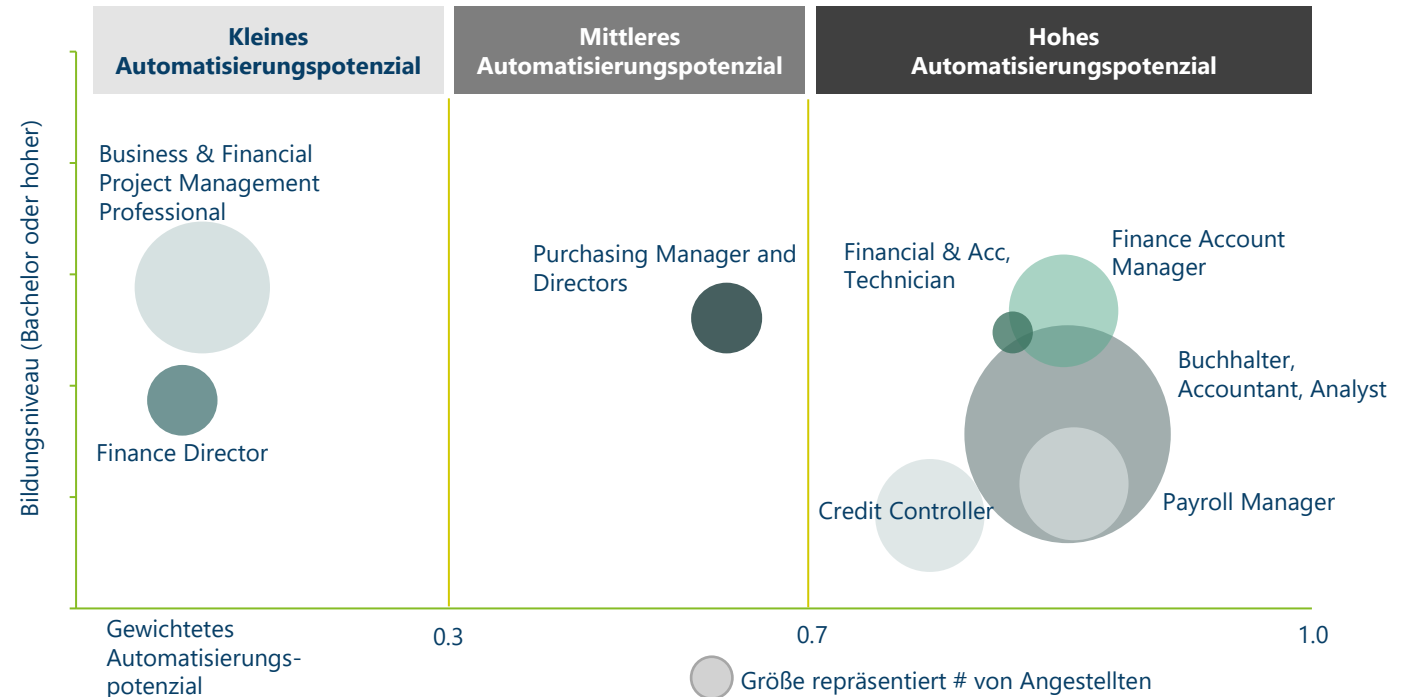 Kleines
Automatisierungspotenzial
Mittleres
Automatisierungspotenzial
Hohes
Automatisierungspotenzial
Bildungsniveau (Bachelor oder hoher)
Business & Financial
Project Management
Professional
Finance Director
Purchasing Manager and
Directors
Financial & Acc,
Technician
Finance Account
Manager
Buchhalter,
Accountant, Analyst
Credit Controller
Payroll Manager
Gewichtetes
Automatisierungs-
potenzial
0.3
0.7
1.0
Größe repräsentiert # von Angestellten